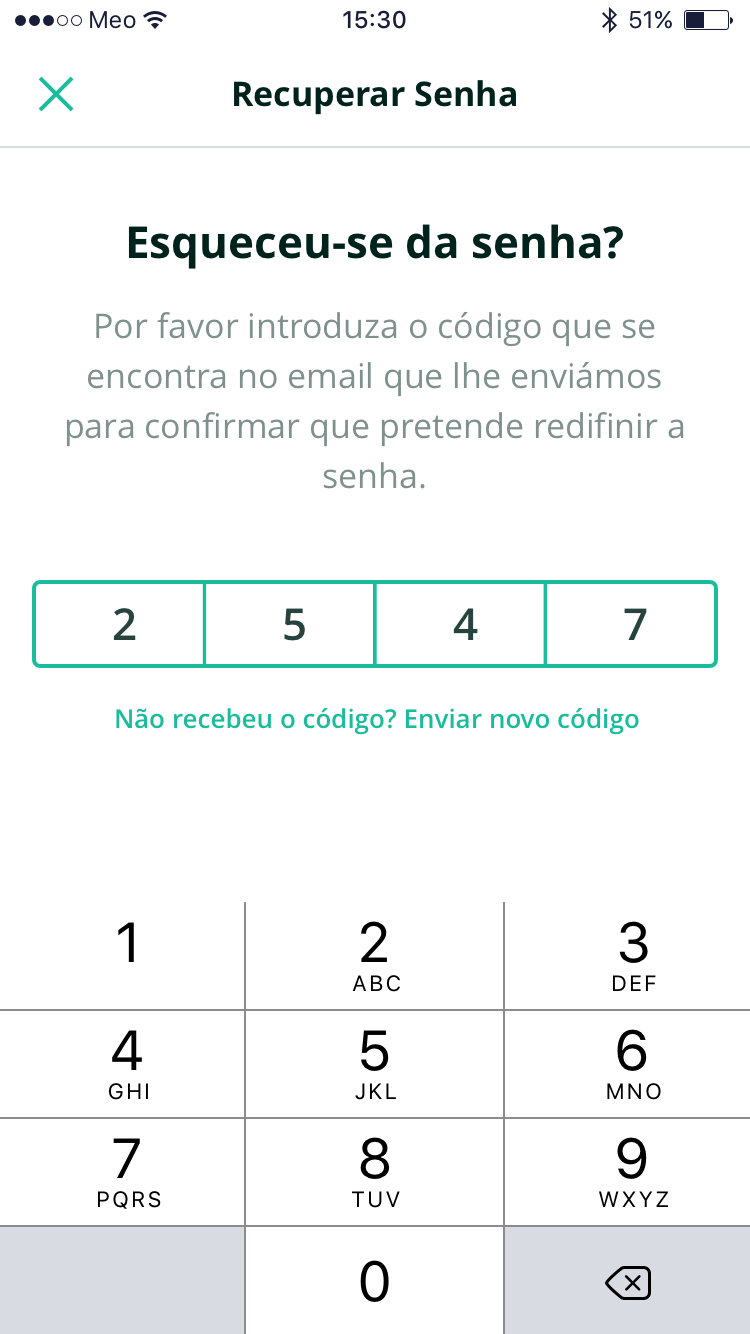 Meo 15:30 51%
Recuperar Senha
Esqueceu-se da senha?
Por favor introduza o código que se
encontra no email que lhe enviámos
para confirmar que pretende redifinir a
senha.
2 5 4 7
Não recebeu o código? Enviar novo código
1 2 3
ABC DEF
4 5 6
GHI JKL MNO
7 8 9
PQRS TUV WXYZ
0